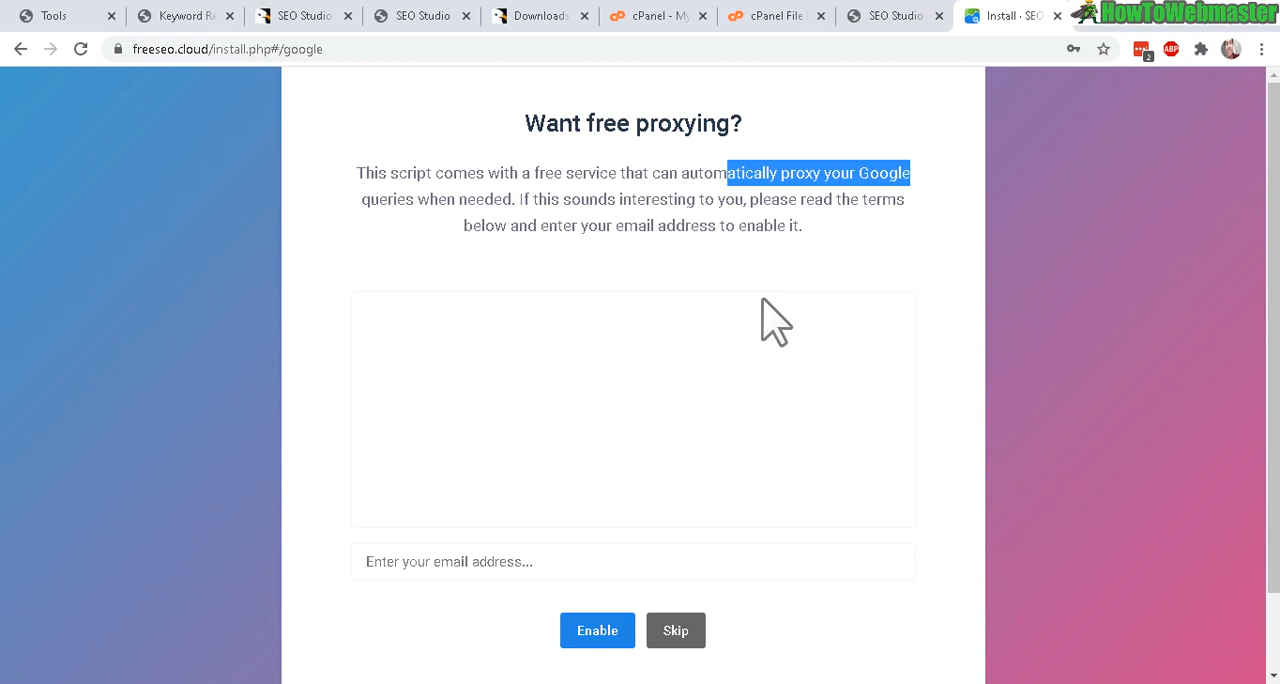 Tools
Keyword Re
SEO Studio
SEO Studio
Downloads
cPanel - My
cPanel File
SEO Studio
Install · SEO
HowToWebmaster
freeseo.cloud/install.php#/google
2
ABP
Want free proxying?
This script comes with a free service that can automatically proxy your Google
queries when needed. If this sounds interesting to you, please read the terms
below and enter your email address to enable it.
Enter your email address...
Enable
Skip